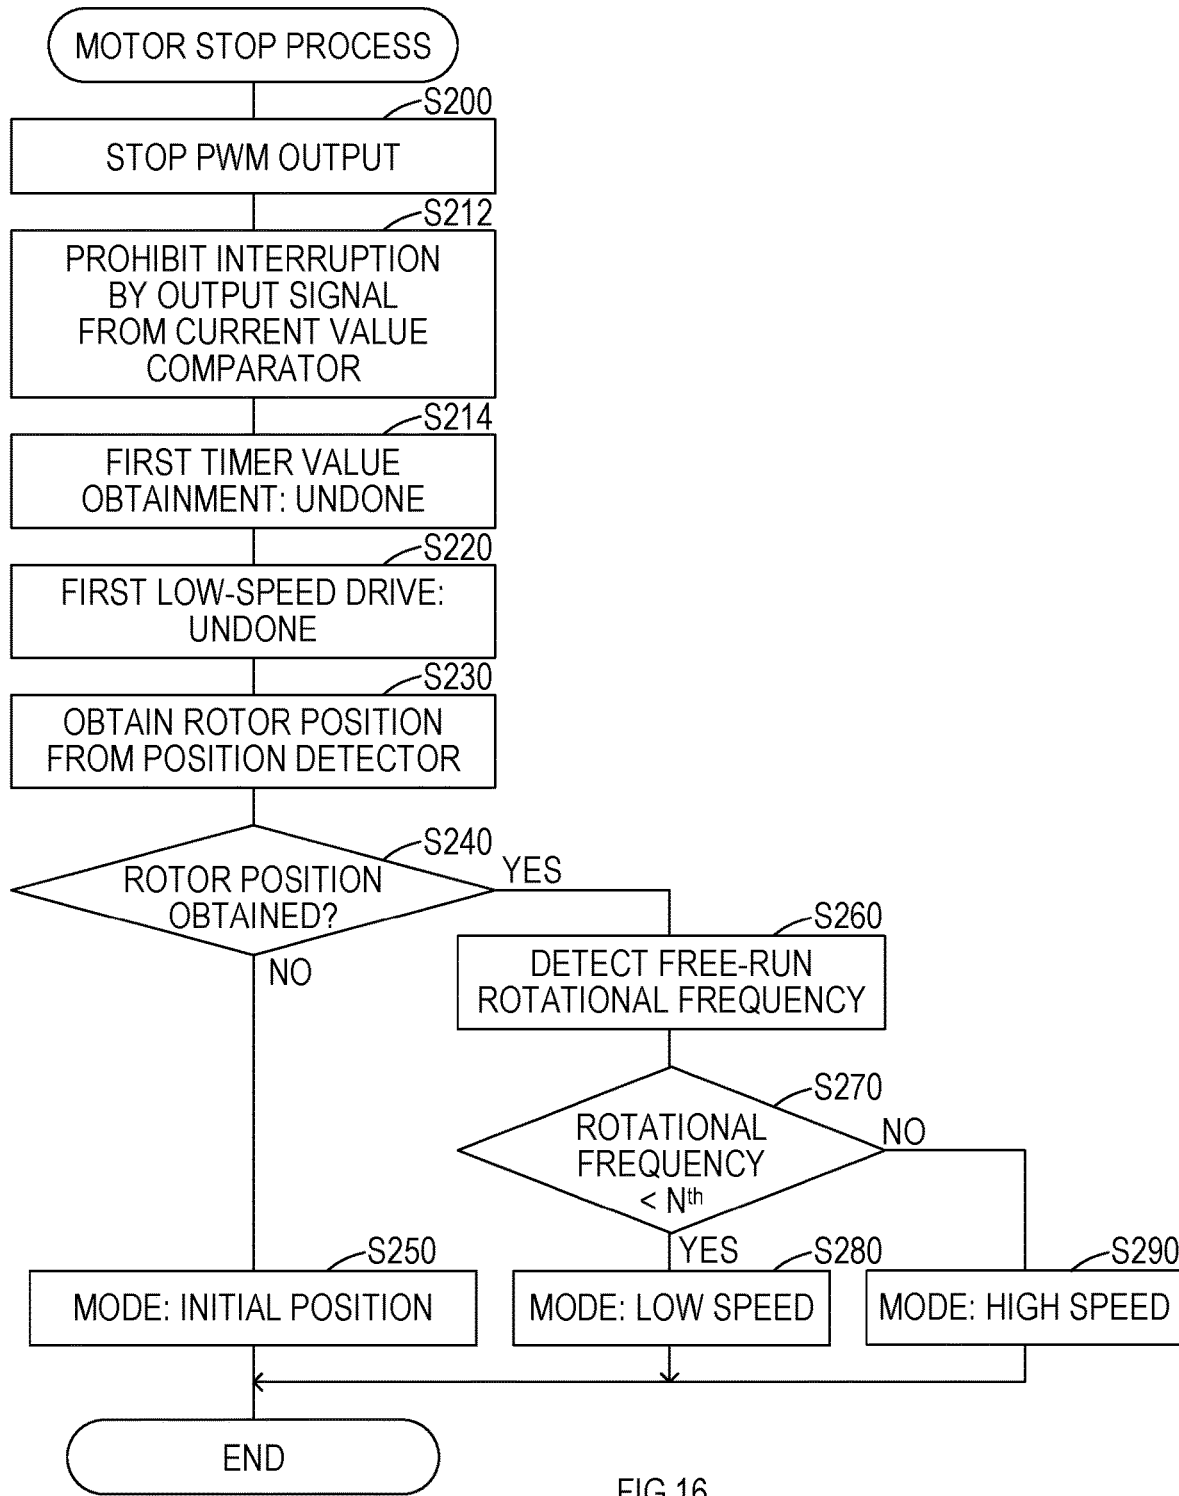 MOTOR STOP PROCESS
S200
STOP PWM OUTPUT
S212
PROHIBIT INTERRUPTION
BY OUTPUT SIGNAL
FROM CURRENT VALUE
COMPARATOR
S214
FIRST TIMER VALUE
OBTAINMENT: UNDONE
S220
FIRST LOW-SPEED DRIVE:
UNDONE
S230
OBTAIN ROTOR POSITION
FROM POSITION DETECTOR
S240
ROTOR POSITION
OBTAINED?
YES
NO
S260
DETECT FREE-RUN
ROTATIONAL FREQUENCY
S270
ROTATIONAL
FREQUENCY
< Nth
NO
YES
S250
MODE: INITIAL POSITION
S280
MODE: LOW SPEED
S290
MODE: HIGH SPEED
END
FIG.16